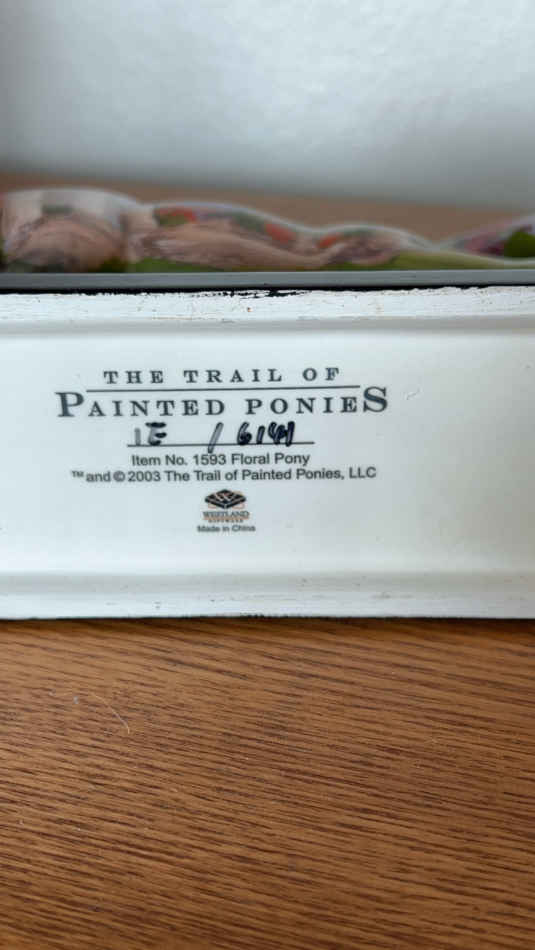 THE TRAIL OF
PAINTED PONIES
1E / 6141
Item No. 1593 Floral Pony
™ and © 2003 The Trail of Painted Ponies, LLC
WESTLAND
GIFTWARE
Made in China